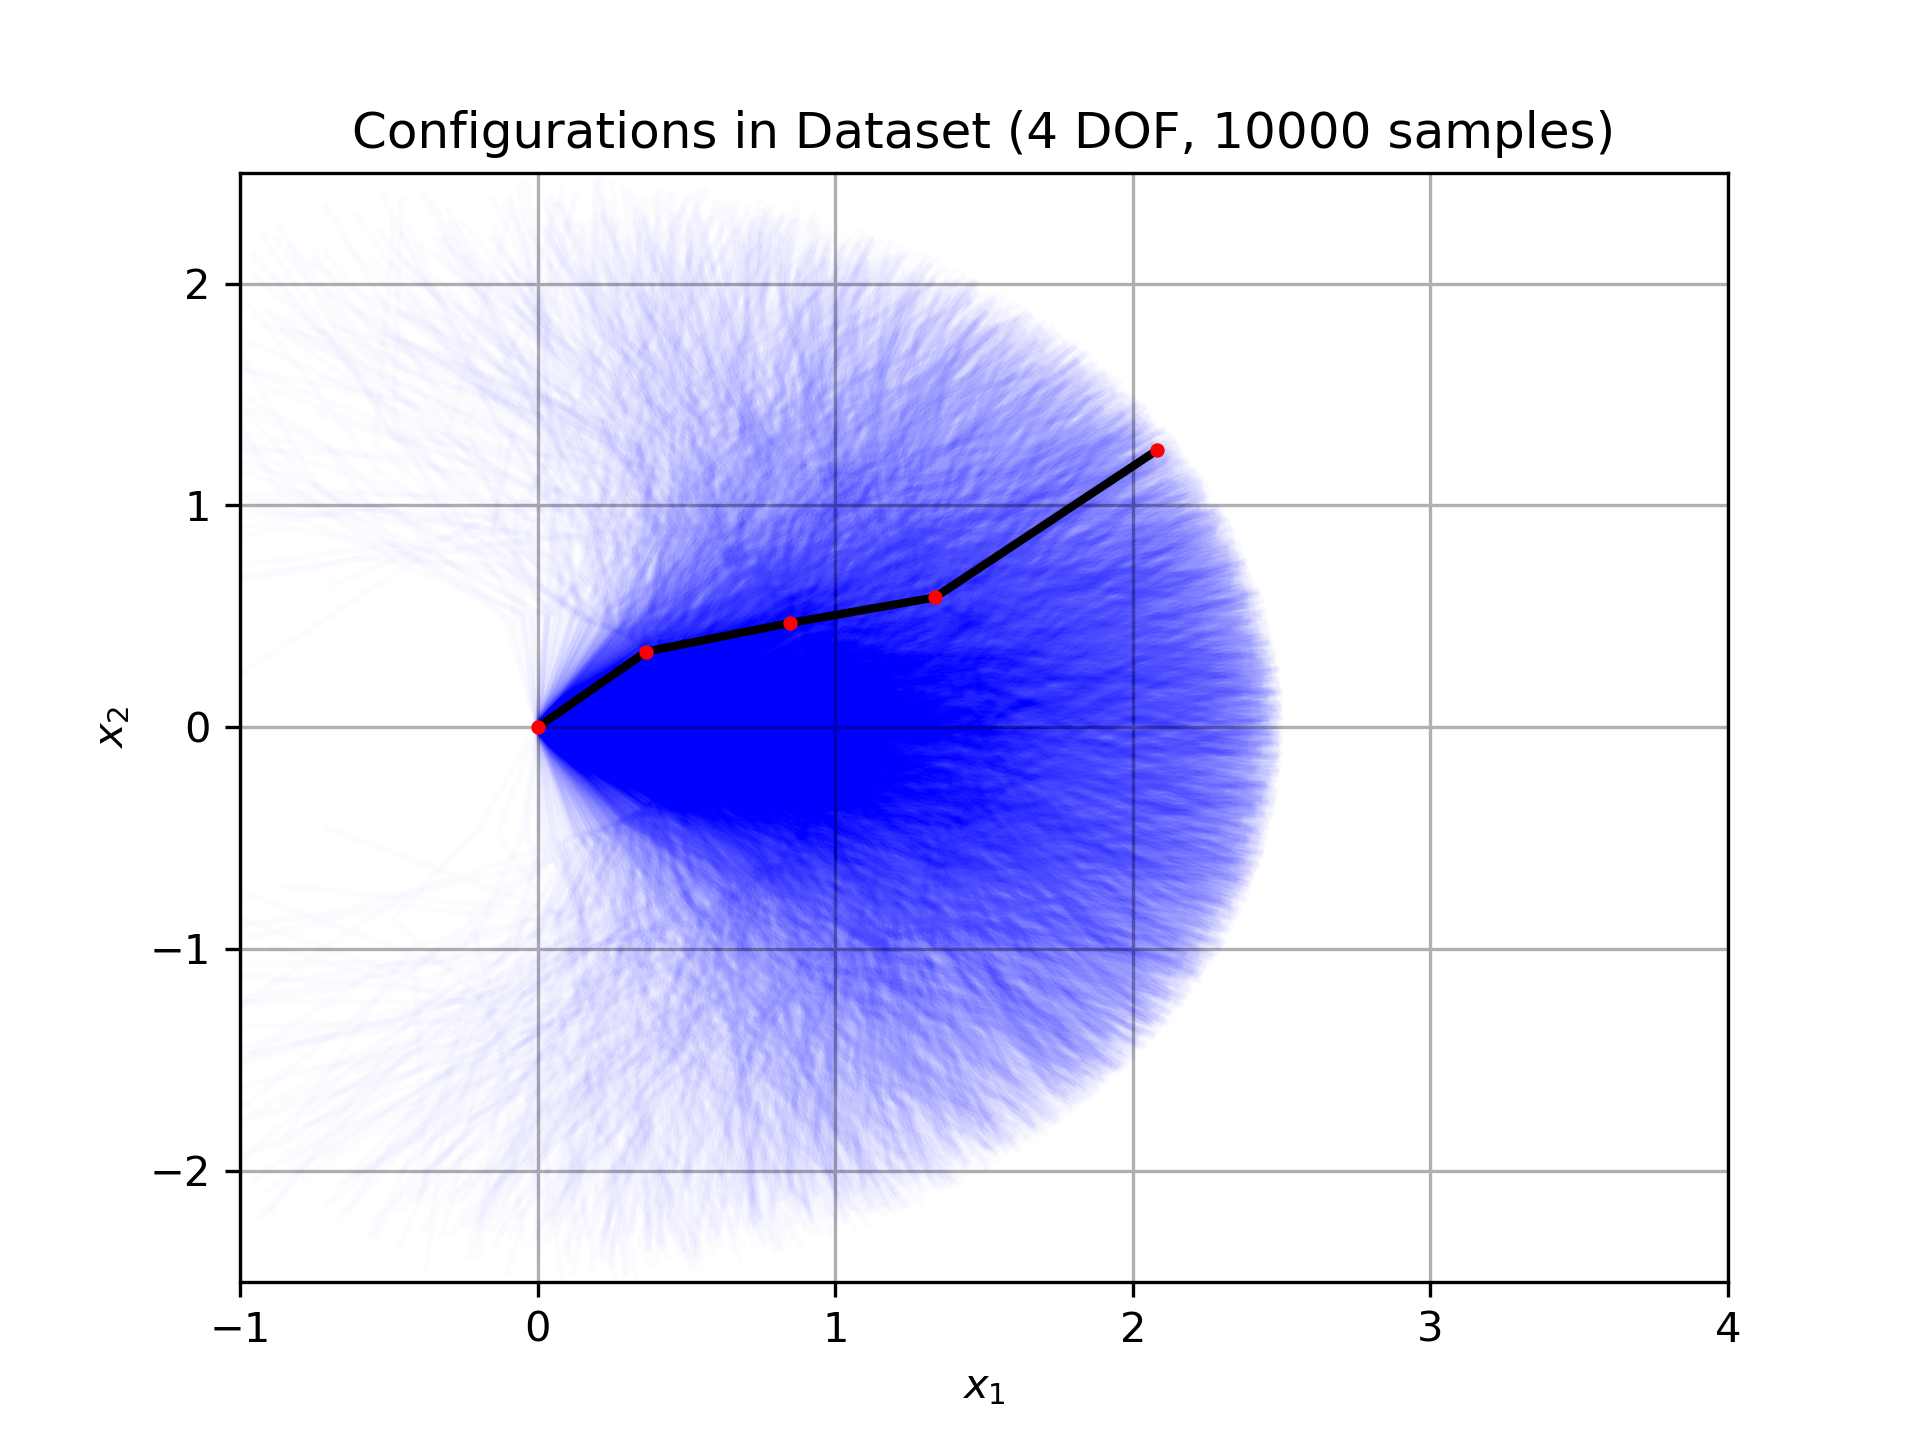 Configurations in Dataset (4 DOF, 10000 samples)
2
1
0
−1
−2
x₂
−1 0 1 2 3 4
x₁